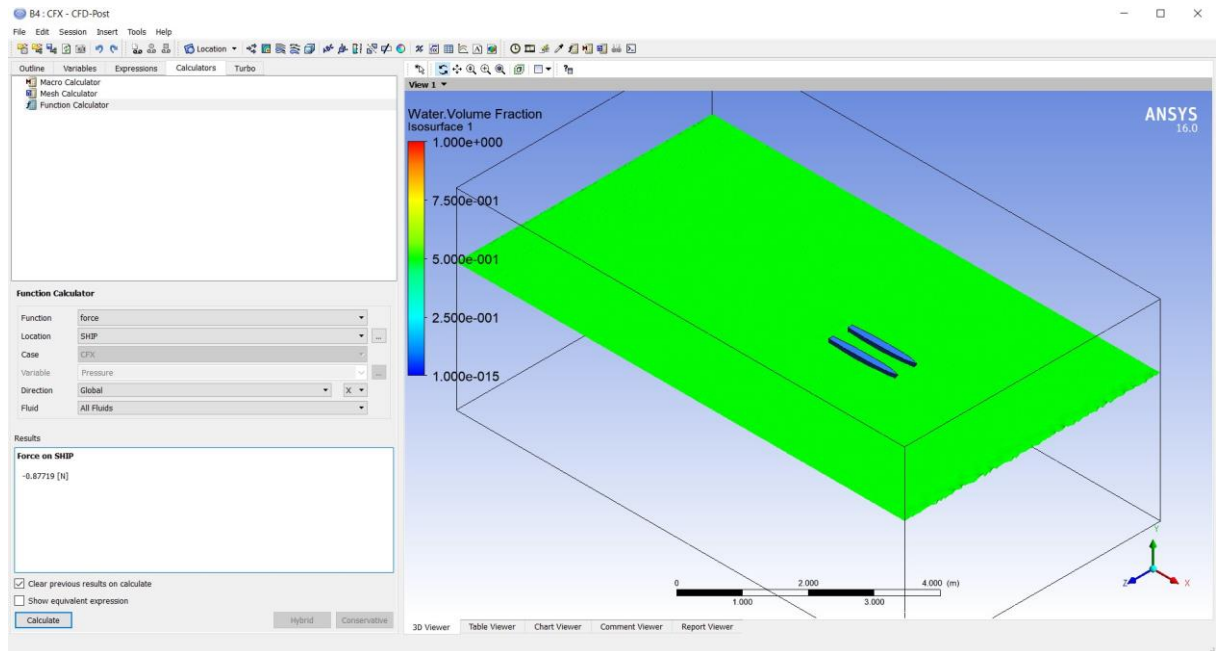 B4 : CFX - CFD-Post
File Edit Session Insert Tools Help
Location
Outline Variables Expressions Calculators Turbo
Macro Calculator
Mesh Calculator
Function Calculator
Function Calculator
Function force
Location SHIP
Case CFX
Variable Pressure
Direction Global X
Fluid All Fluids
Results
Force on SHIP
-0.87719 [N]
Clear previous results on calculate
Show equivalent expression
Calculate Hybrid Conservative
View 1
Water.Volume Fraction
Isosurface 1
1.000e+000
7.500e-001
5.000e-001
2.500e-001
1.000e-015
ANSYS
16.0
0 2.000 4.000 (m)
1.000 3.000
Y
Z X
3D Viewer Table Viewer Chart Viewer Comment Viewer Report Viewer